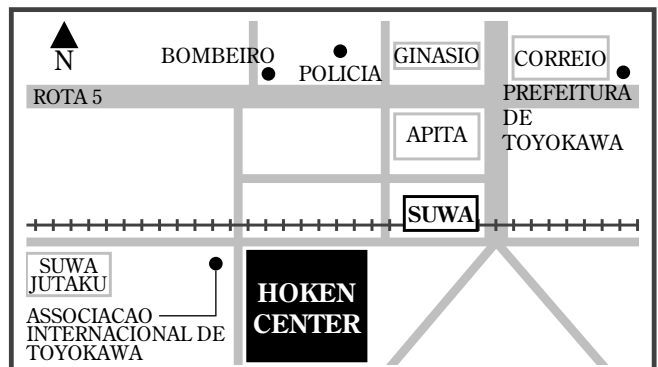 N
BOMBEIRO
POLICIA
GINASIO
CORREIO
ROTA 5
PREFEITURA
DE
TOYOKAWA
APITA
SUWA
SUWA
JUTAKU
HOKEN
CENTER
ASSOCIACAO
INTERNACIONAL DE
TOYOKAWA